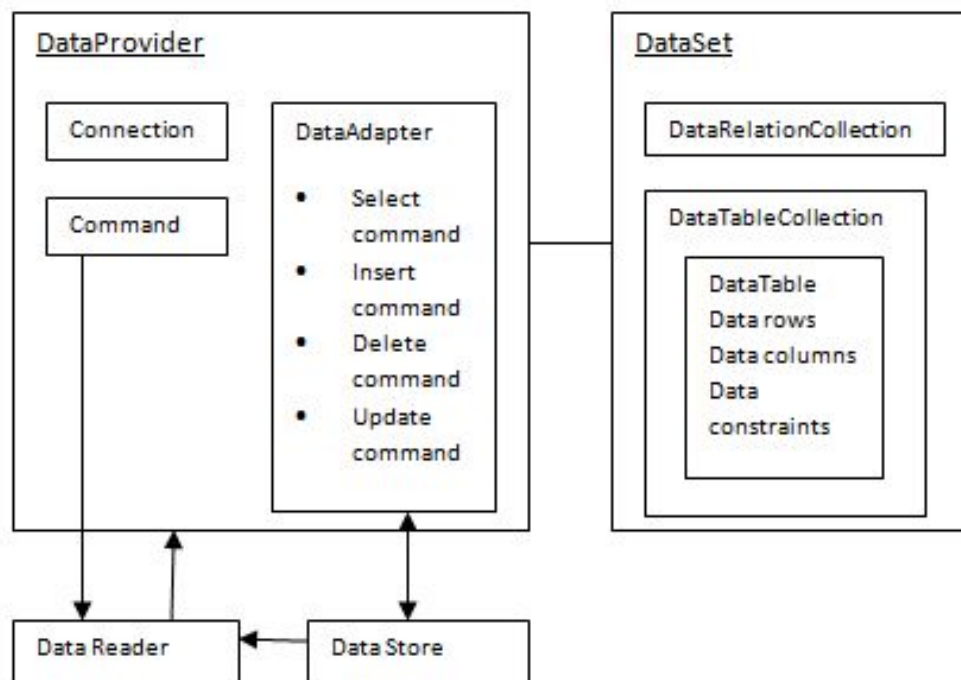 DataProvider
Connection
Command
DataAdapter
• Select
command
• Insert
command
• Delete
command
• Update
command
DataSet
DataRelationCollection
DataTableCollection
DataTable
Data rows
Data columns
Data
constraints
Data Reader
Data Store